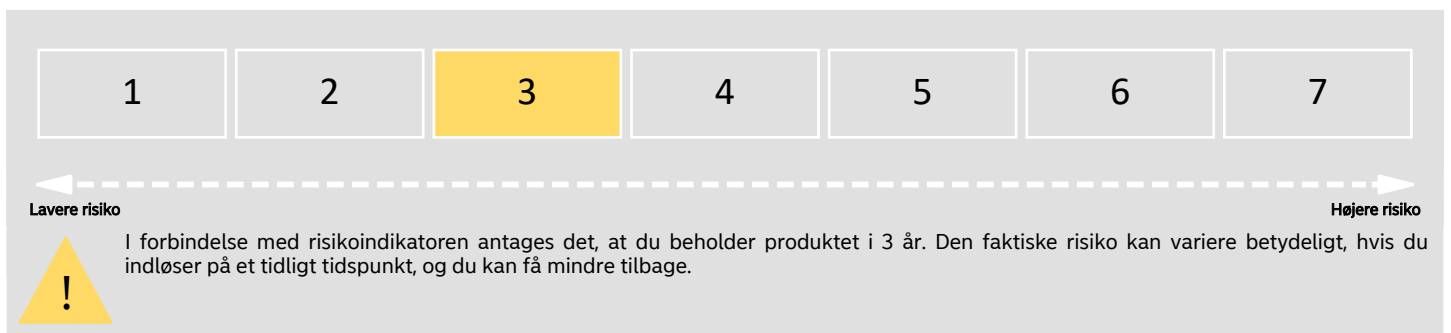 1 2 3 4 5 6 7
Lavere risiko Højere risiko
I forbindelse med risikoindikatoren antages det, at du beholder produktet i 3 år. Den faktiske risiko kan variere betydeligt, hvis du
indløser på et tidligt tidspunkt, og du kan få mindre tilbage.
!